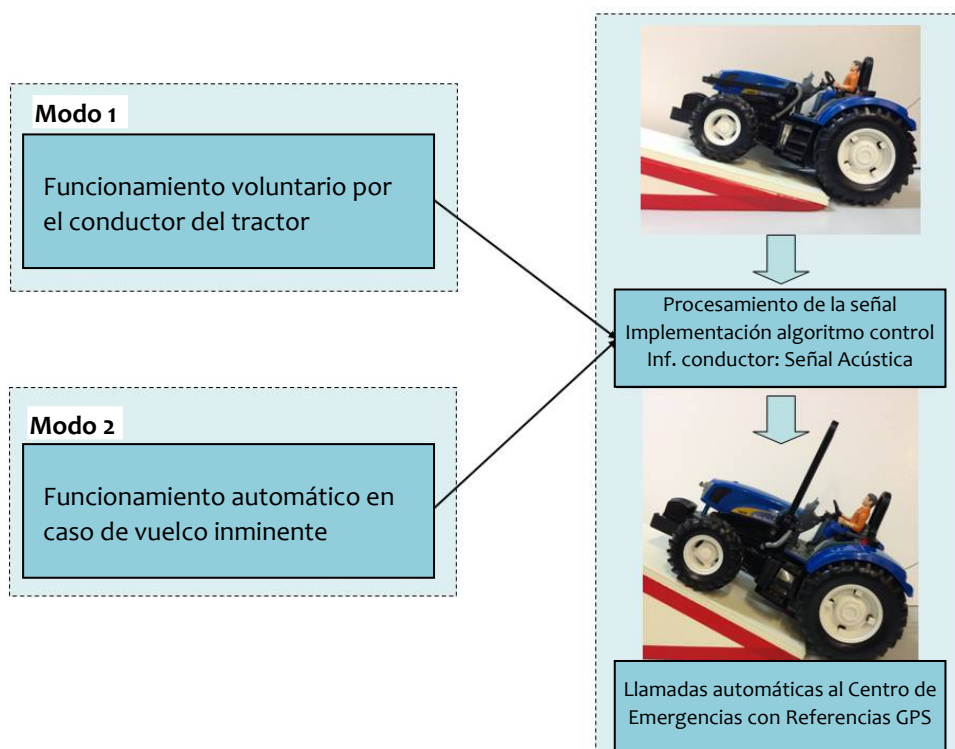 Modo 1
Funcionamiento voluntario por
el conductor del tractor
Modo 2
Funcionamiento automático en
caso de vuelco inminente
Procesamiento de la señal
Implementación algoritmo control
Inf. conductor: Señal Acústica
Llamadas automáticas al Centro de
Emergencias con Referencias GPS